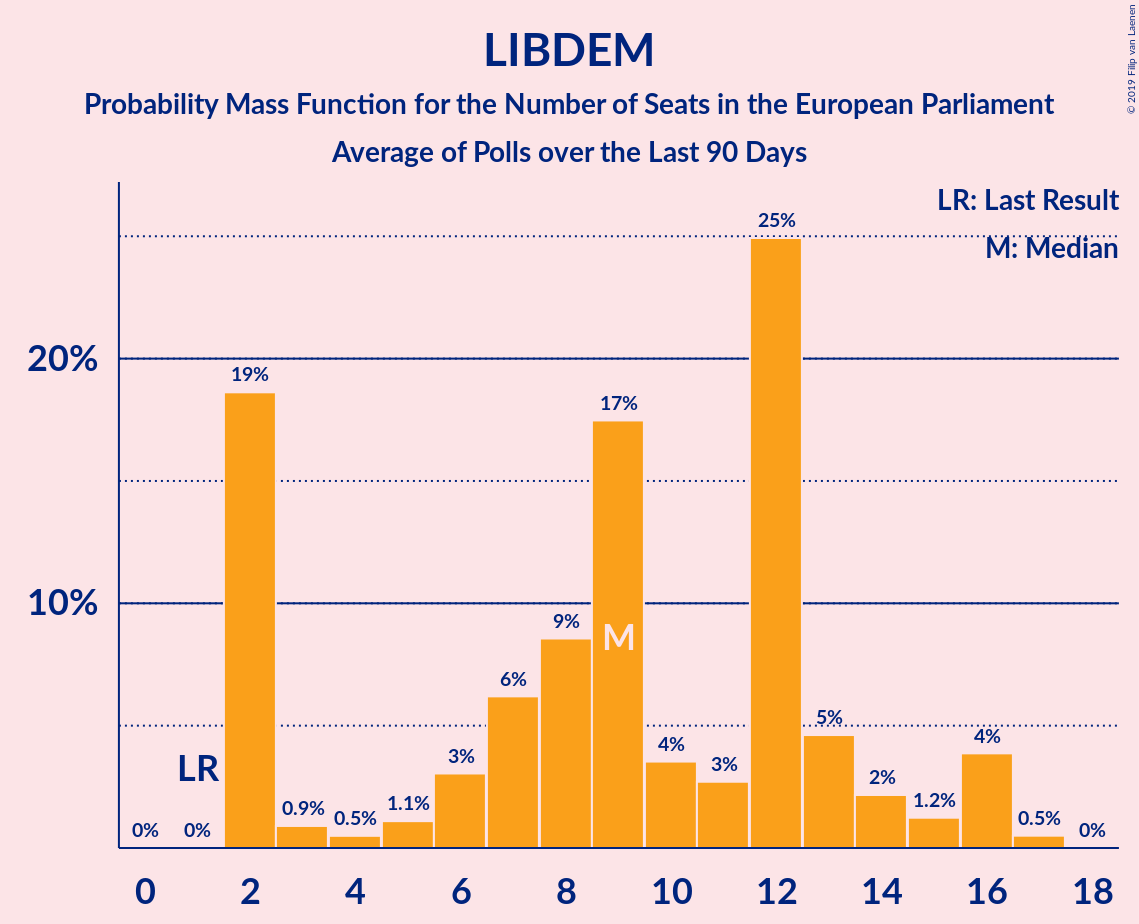 LIBDEM
Probability Mass Function for the Number of Seats in the European Parliament
Average of Polls over the Last 90 Days
© 2019 Filip van Laenen
LR: Last Result
M: Median
25%
20%
19%
17%
10%
9%
M
6%
5%
4%
4%
3%
3%
LR
2%
1.2%
1.1%
0.9%
0.5%
0.5%
0%
0%
0%
0 2 4 6 8 10 12 14 16 18